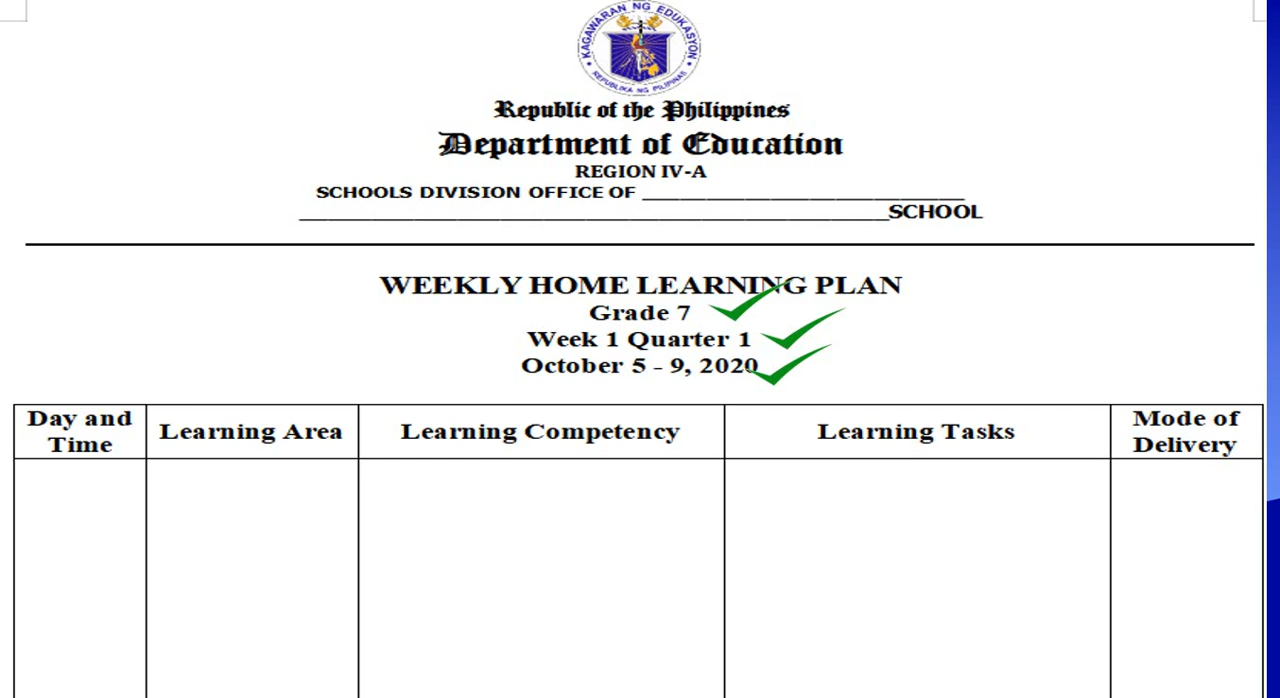 KAGAWARAN NG EDUKASYON
REPUBLIKA NG PILIPINAS
Republic of the Philippines
Department of Education
REGION IV-A
SCHOOLS DIVISION OFFICE OF ____________________________
___________________________________________________SCHOOL
WEEKLY HOME LEARNING PLAN
Grade 7
Week 1 Quarter 1
October 5 - 9, 2020
Day and Time
Learning Area
Learning Competency
Learning Tasks
Mode of Delivery